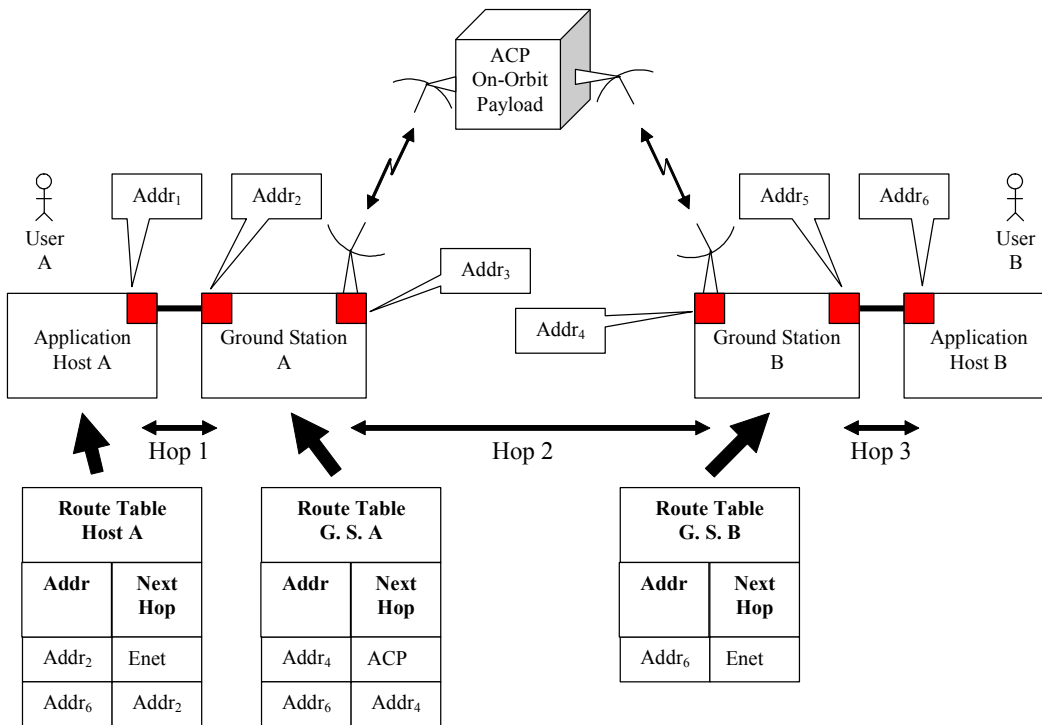 ACP
On-Orbit
Payload
User
A
Addr₁
Addr₂
Addr₃
Addr₄
Addr₅
Addr₆
User
B
Application
Host A
Ground Station
A
Ground Station
B
Application
Host B
Hop 1
Hop 2
Hop 3
Route Table
Host A
Addr
Next
Hop
Addr₂ Enet
Addr₆ Addr₂
Route Table
G. S. A
Addr
Next
Hop
Addr₄ ACP
Addr₆ Addr₄
Route Table
G. S. B
Addr
Next
Hop
Addr₆ Enet